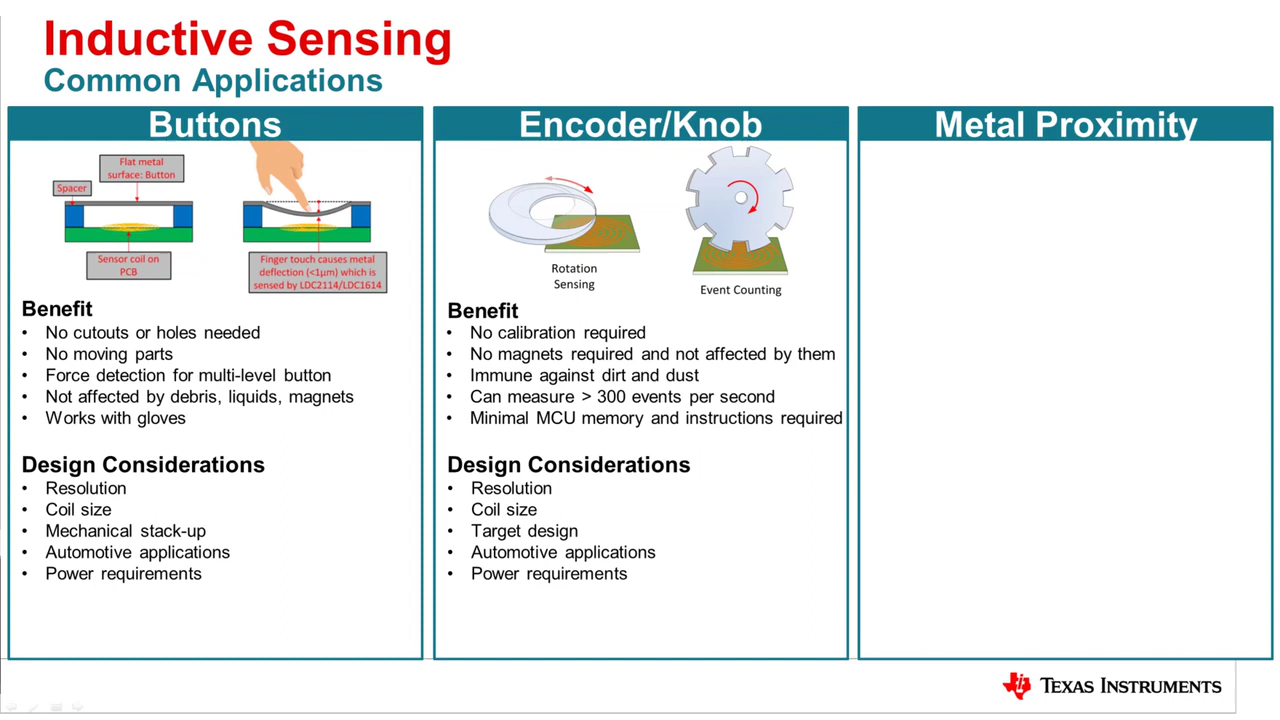 Inductive Sensing
Common Applications
Buttons
Flat metal
surface: Button
Spacer
Sensor coil on
PCB
Finger touch causes metal
deflection (<1µm) which is
sensed by LDC2114/LDC1614
Benefit
• No cutouts or holes needed
• No moving parts
• Force detection for multi-level button
• Not affected by debris, liquids, magnets
• Works with gloves
Design Considerations
• Resolution
• Coil size
• Mechanical stack-up
• Automotive applications
• Power requirements
Encoder/Knob
Rotation
Sensing
Event Counting
Benefit
• No calibration required
• No magnets required and not affected by them
• Immune against dirt and dust
• Can measure > 300 events per second
• Minimal MCU memory and instructions required
Design Considerations
• Resolution
• Coil size
• Target design
• Automotive applications
• Power requirements
Metal Proximity
TEXAS INSTRUMENTS